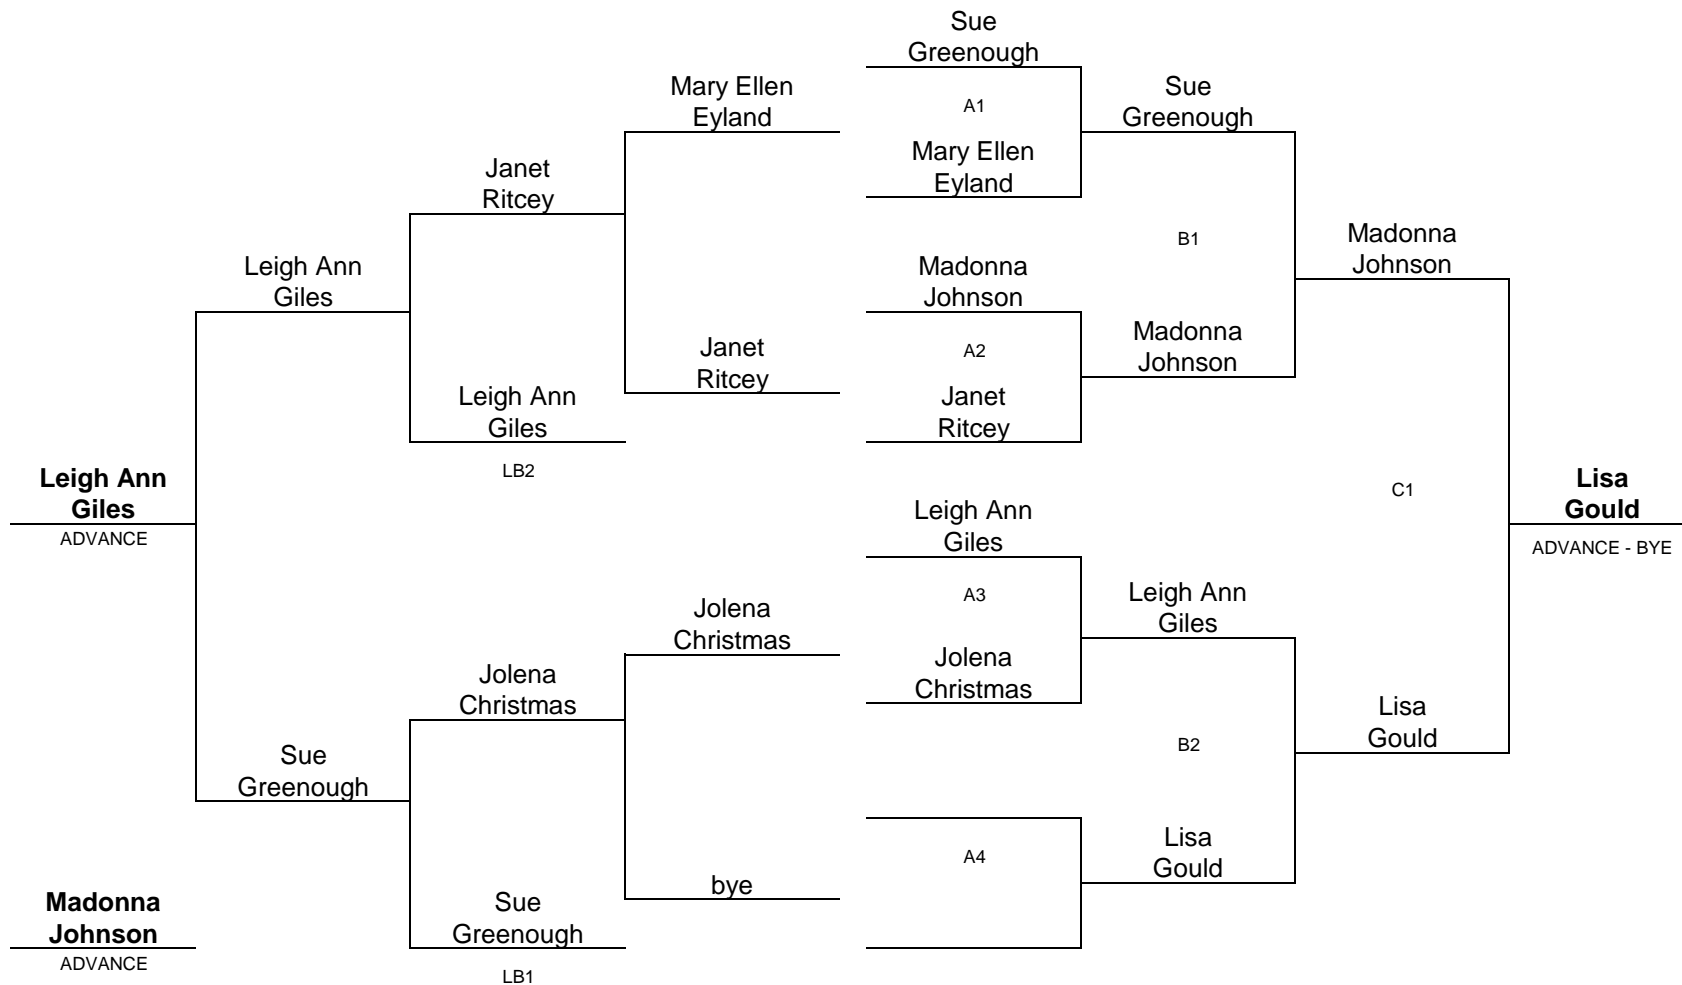 Sue
Greenough
Mary Ellen
Eyland
A1
Sue
Greenough
Janet
Ritcey
Mary Ellen
Eyland
Leigh Ann
Giles
Madonna
Johnson
B1
Madonna
Johnson
Janet
Ritcey
A2
Madonna
Johnson
Leigh Ann
Giles
Janet
Ritcey
LB2
Leigh Ann
Giles
ADVANCE
C1
Lisa
Gould
ADVANCE - BYE
Leigh Ann
Giles
A3
Leigh Ann
Giles
Jolena
Christmas
Jolena
Christmas
Jolena
Christmas
Sue
Greenough
B2
Lisa
Gould
A4
Lisa
Gould
bye
Madonna
Johnson
ADVANCE
Sue
Greenough
LB1